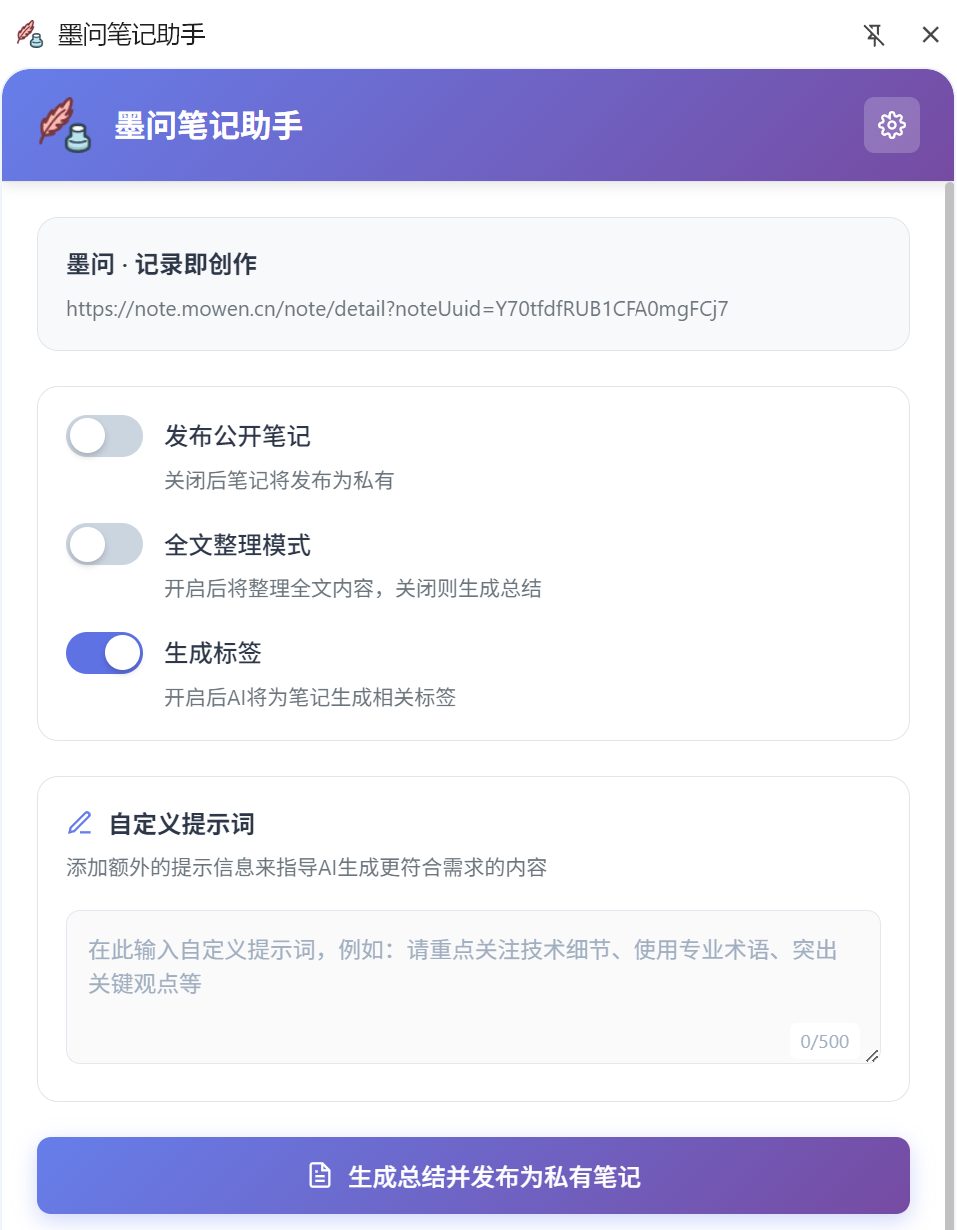 墨问笔记助手
墨问笔记助手
墨问 · 记录即创作
https://note.mowen.cn/note/detail?noteUuid=Y70tfdfRUB1CFA0mgFCj7
发布公开笔记
关闭后笔记将发布为私有
全文整理模式
开启后将整理全文内容，关闭则生成总结
生成标签
开启后AI将为笔记生成相关标签
自定义提示词
添加额外的提示信息来指导AI生成更符合需求的内容
在此输入自定义提示词，例如：请重点关注技术细节、使用专业术语、突出
关键观点等
0/500
生成总结并发布为私有笔记